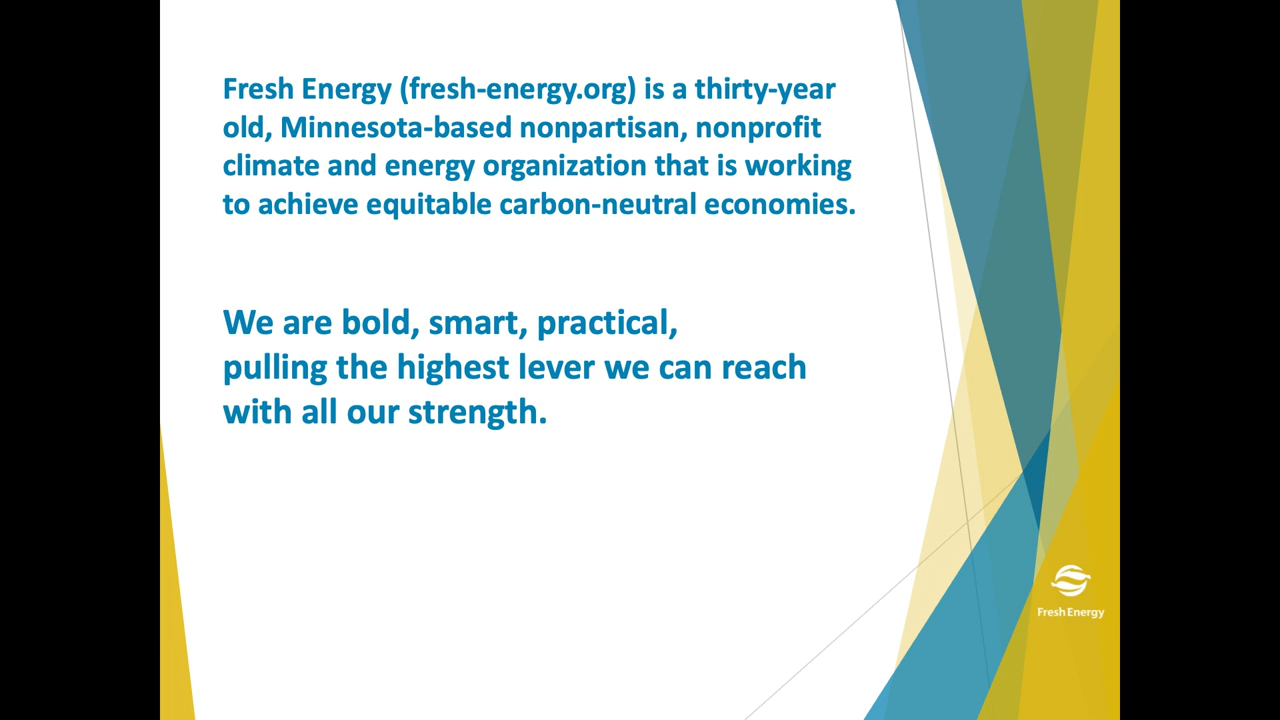 Fresh Energy (fresh-energy.org) is a thirty-year
old, Minnesota-based nonpartisan, nonprofit
climate and energy organization that is working
to achieve equitable carbon-neutral economies.
We are bold, smart, practical,
pulling the highest lever we can reach
with all our strength.
Fresh Energy